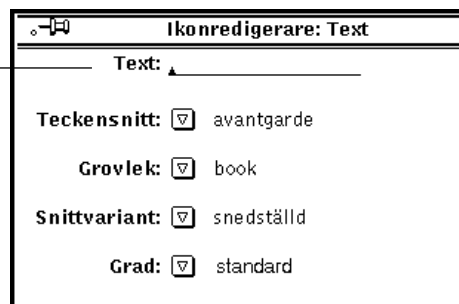 Ikonredigerare: Text
Text:
Teckensnitt: avantgarde
Grovlek: book
Snittvariant: snedställd
Grad: standard